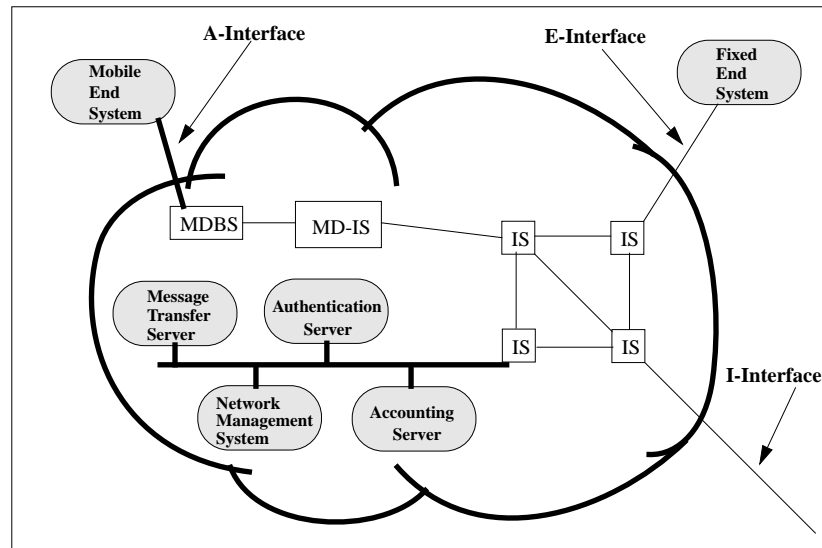 A-Interface
E-Interface
Mobile
End
System
Fixed
End
System
MDBS
MD-IS
IS
IS
Message
Transfer
Server
Authentication
Server
IS
IS
I-Interface
Network
Management
System
Accounting
Server